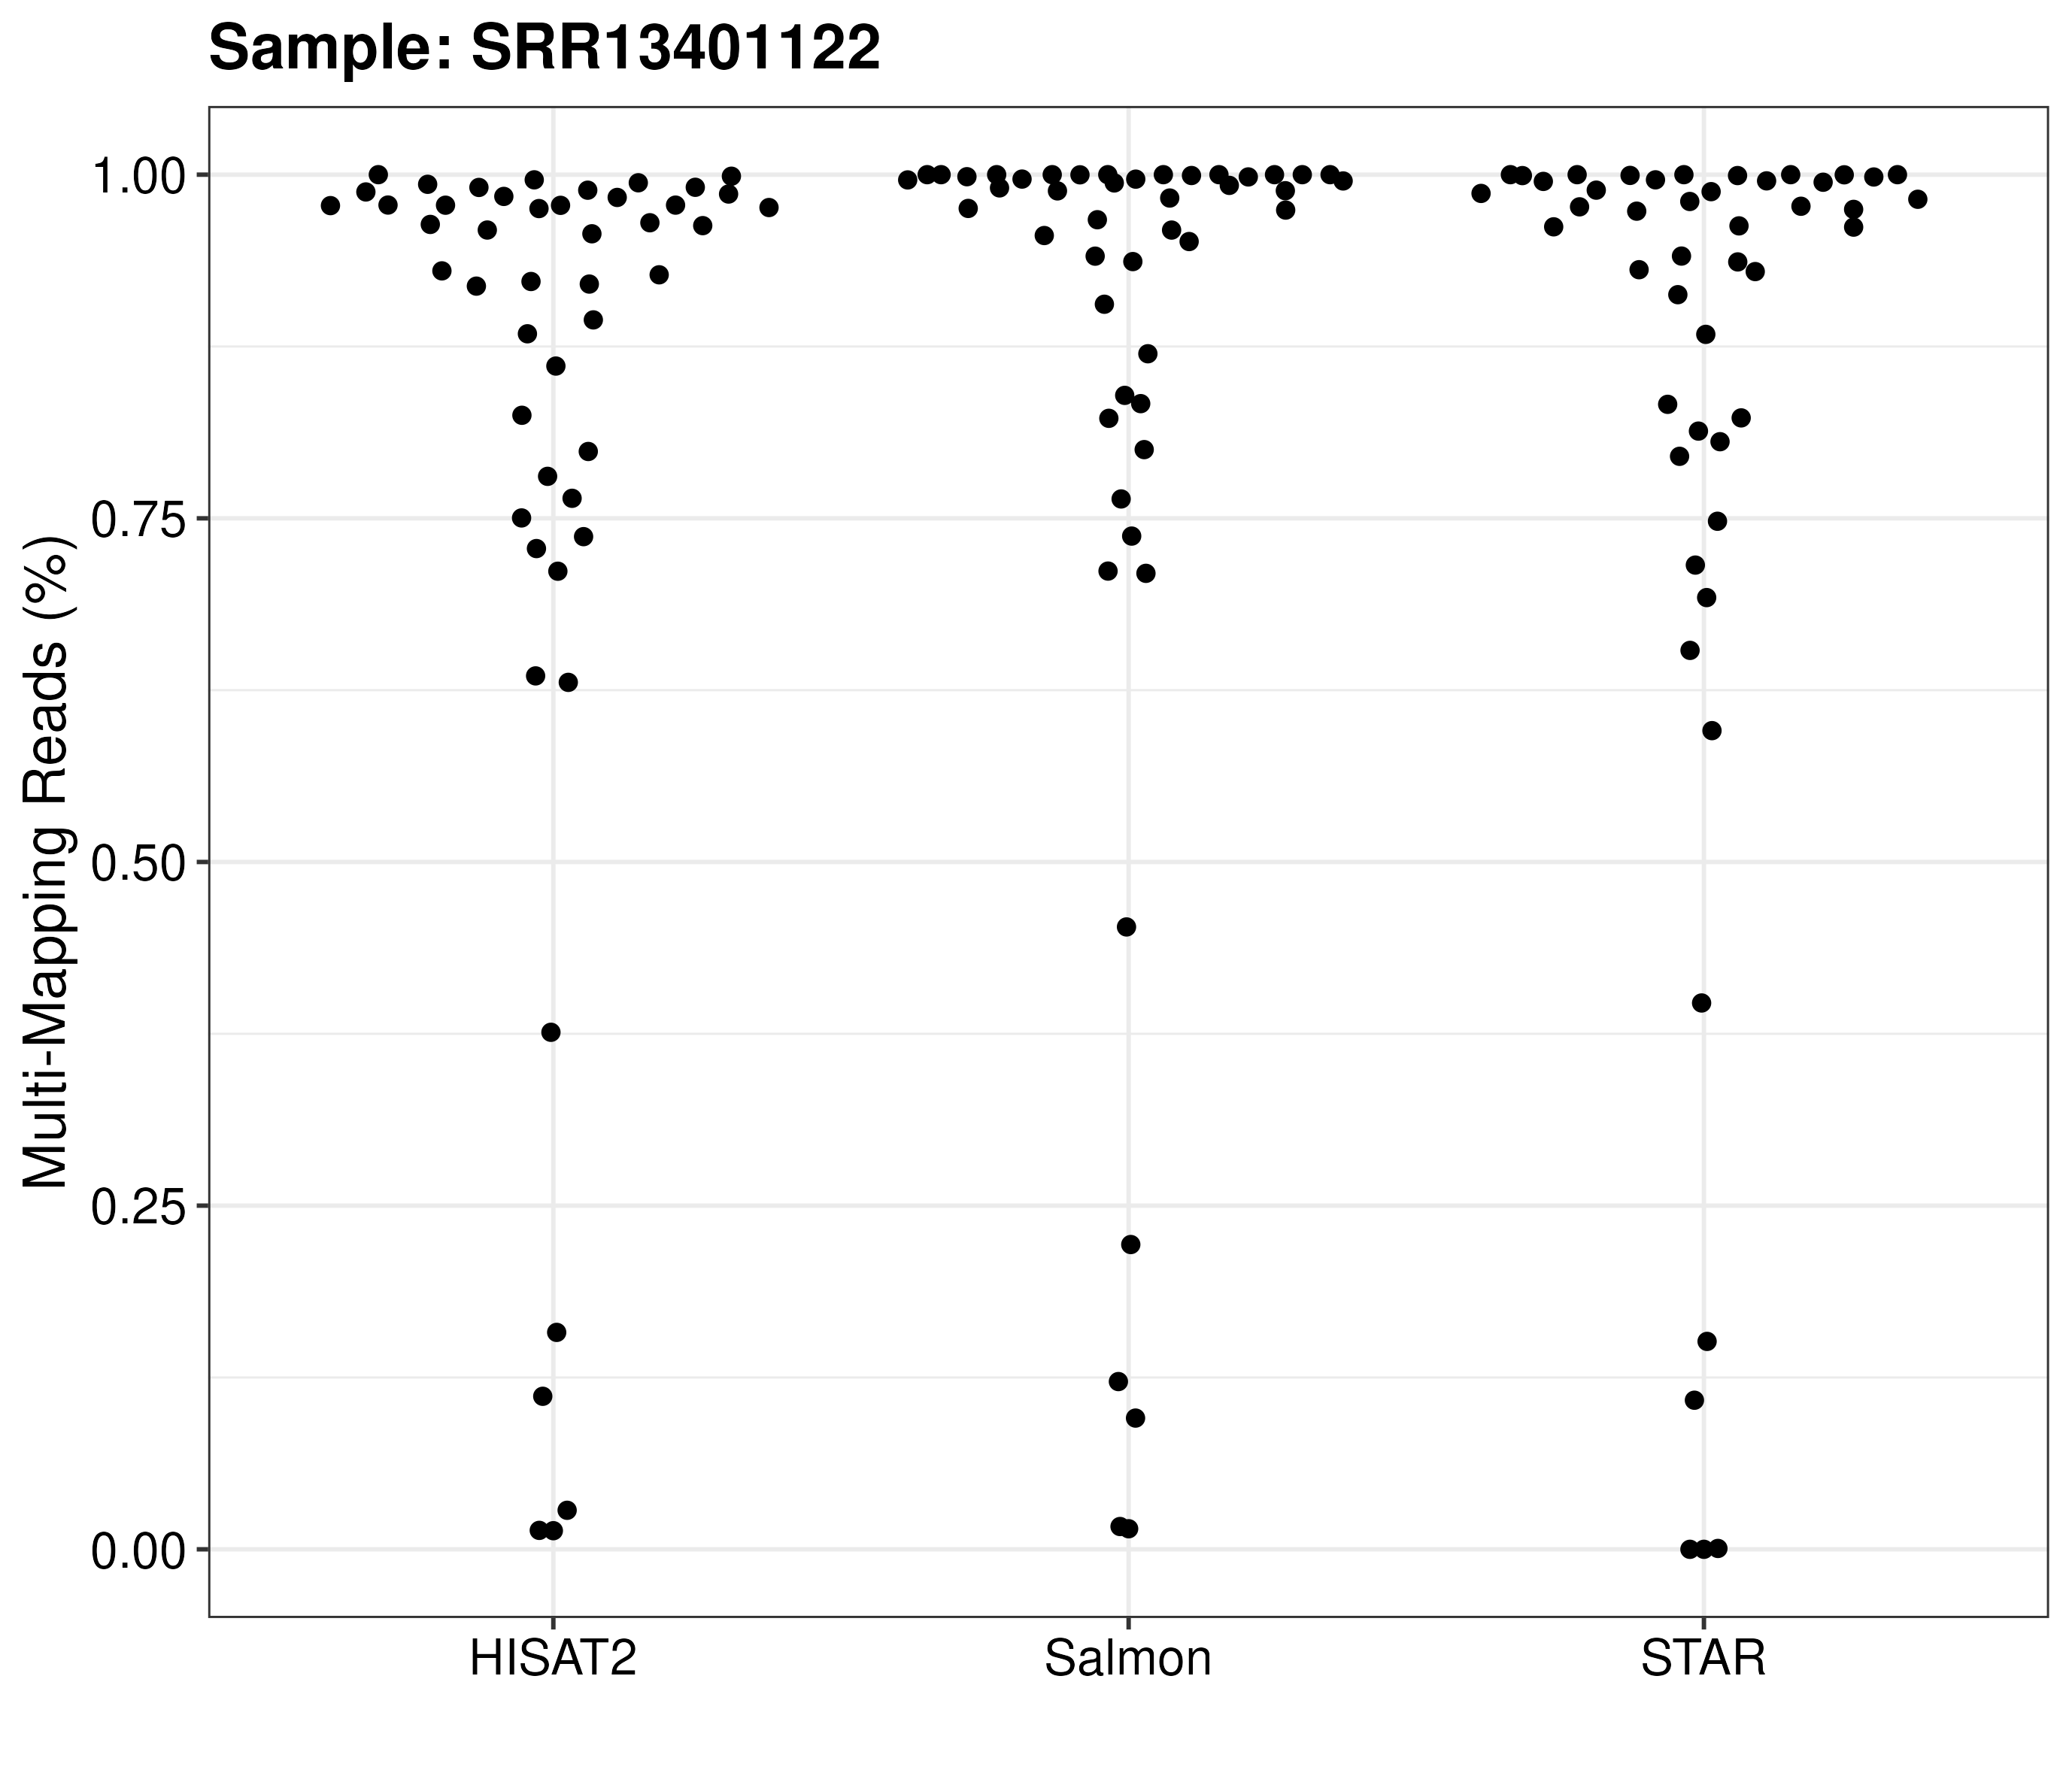 Sample: SRR13401122
Multi-Mapping Reads (%)
1.00
0.75
0.50
0.25
0.00
HISAT2
Salmon
STAR